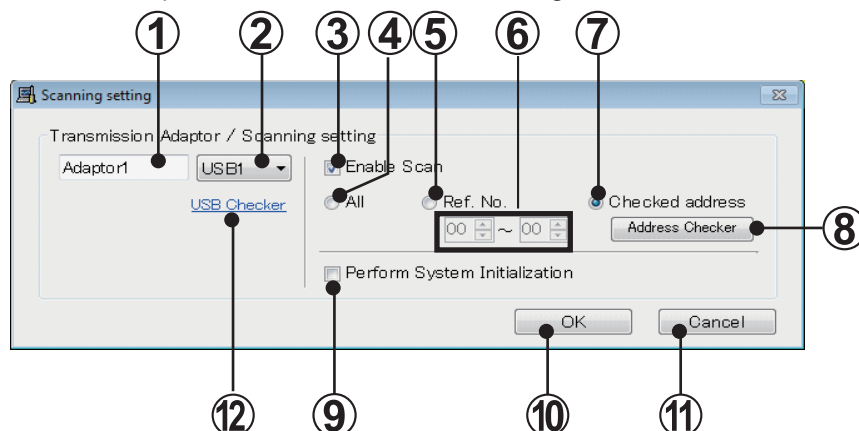 ① ② ③ ④ ⑤ ⑥ ⑦
Scanning setting
Transmission Adaptor / Scanning setting
Adaptor1 USB1 Enable Scan
USB Checker All Ref. No. Checked address
00 ~ 00 Address Checker ⑧
Perform System Initialization
OK Cancel
⑫ ⑨ ⑩ ⑪